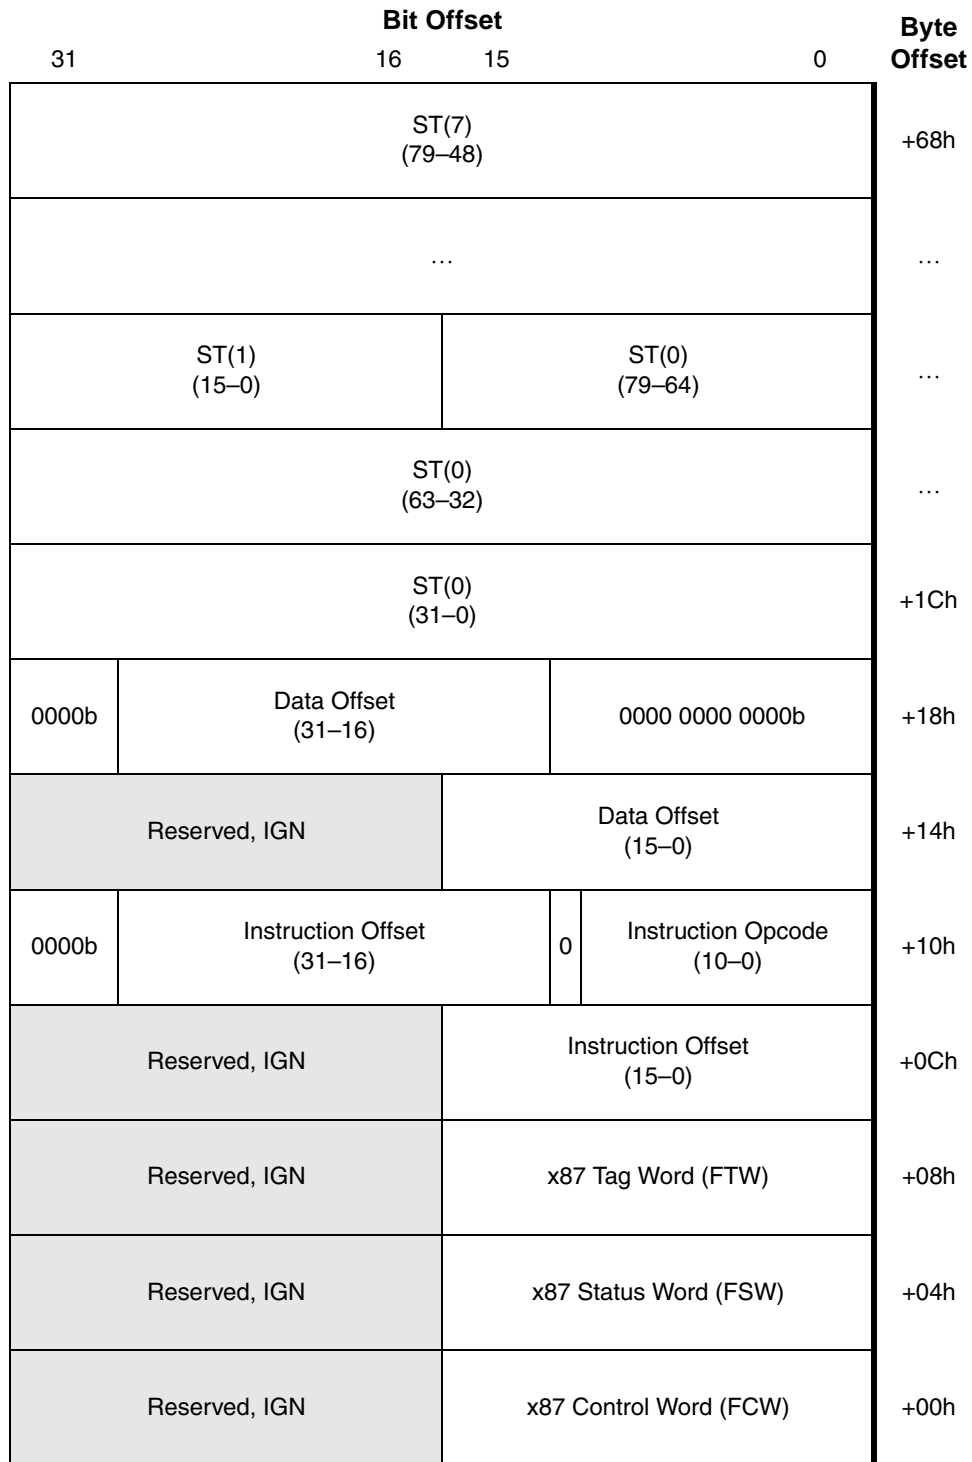 Bit Offset
Byte Offset
31 16 15 0
ST(7)
(79–48)
+68h
...
...
ST(1)
(15–0)
ST(0)
(79–64)
...
ST(0)
(63–32)
...
ST(0)
(31–0)
+1Ch
0000b
Data Offset
(31–16)
0000 0000 0000b
+18h
Reserved, IGN
Data Offset
(15–0)
+14h
0000b
Instruction Offset
(31–16)
0
Instruction Opcode
(10–0)
+10h
Reserved, IGN
Instruction Offset
(15–0)
+0Ch
Reserved, IGN
x87 Tag Word (FTW)
+08h
Reserved, IGN
x87 Status Word (FSW)
+04h
Reserved, IGN
x87 Control Word (FCW)
+00h